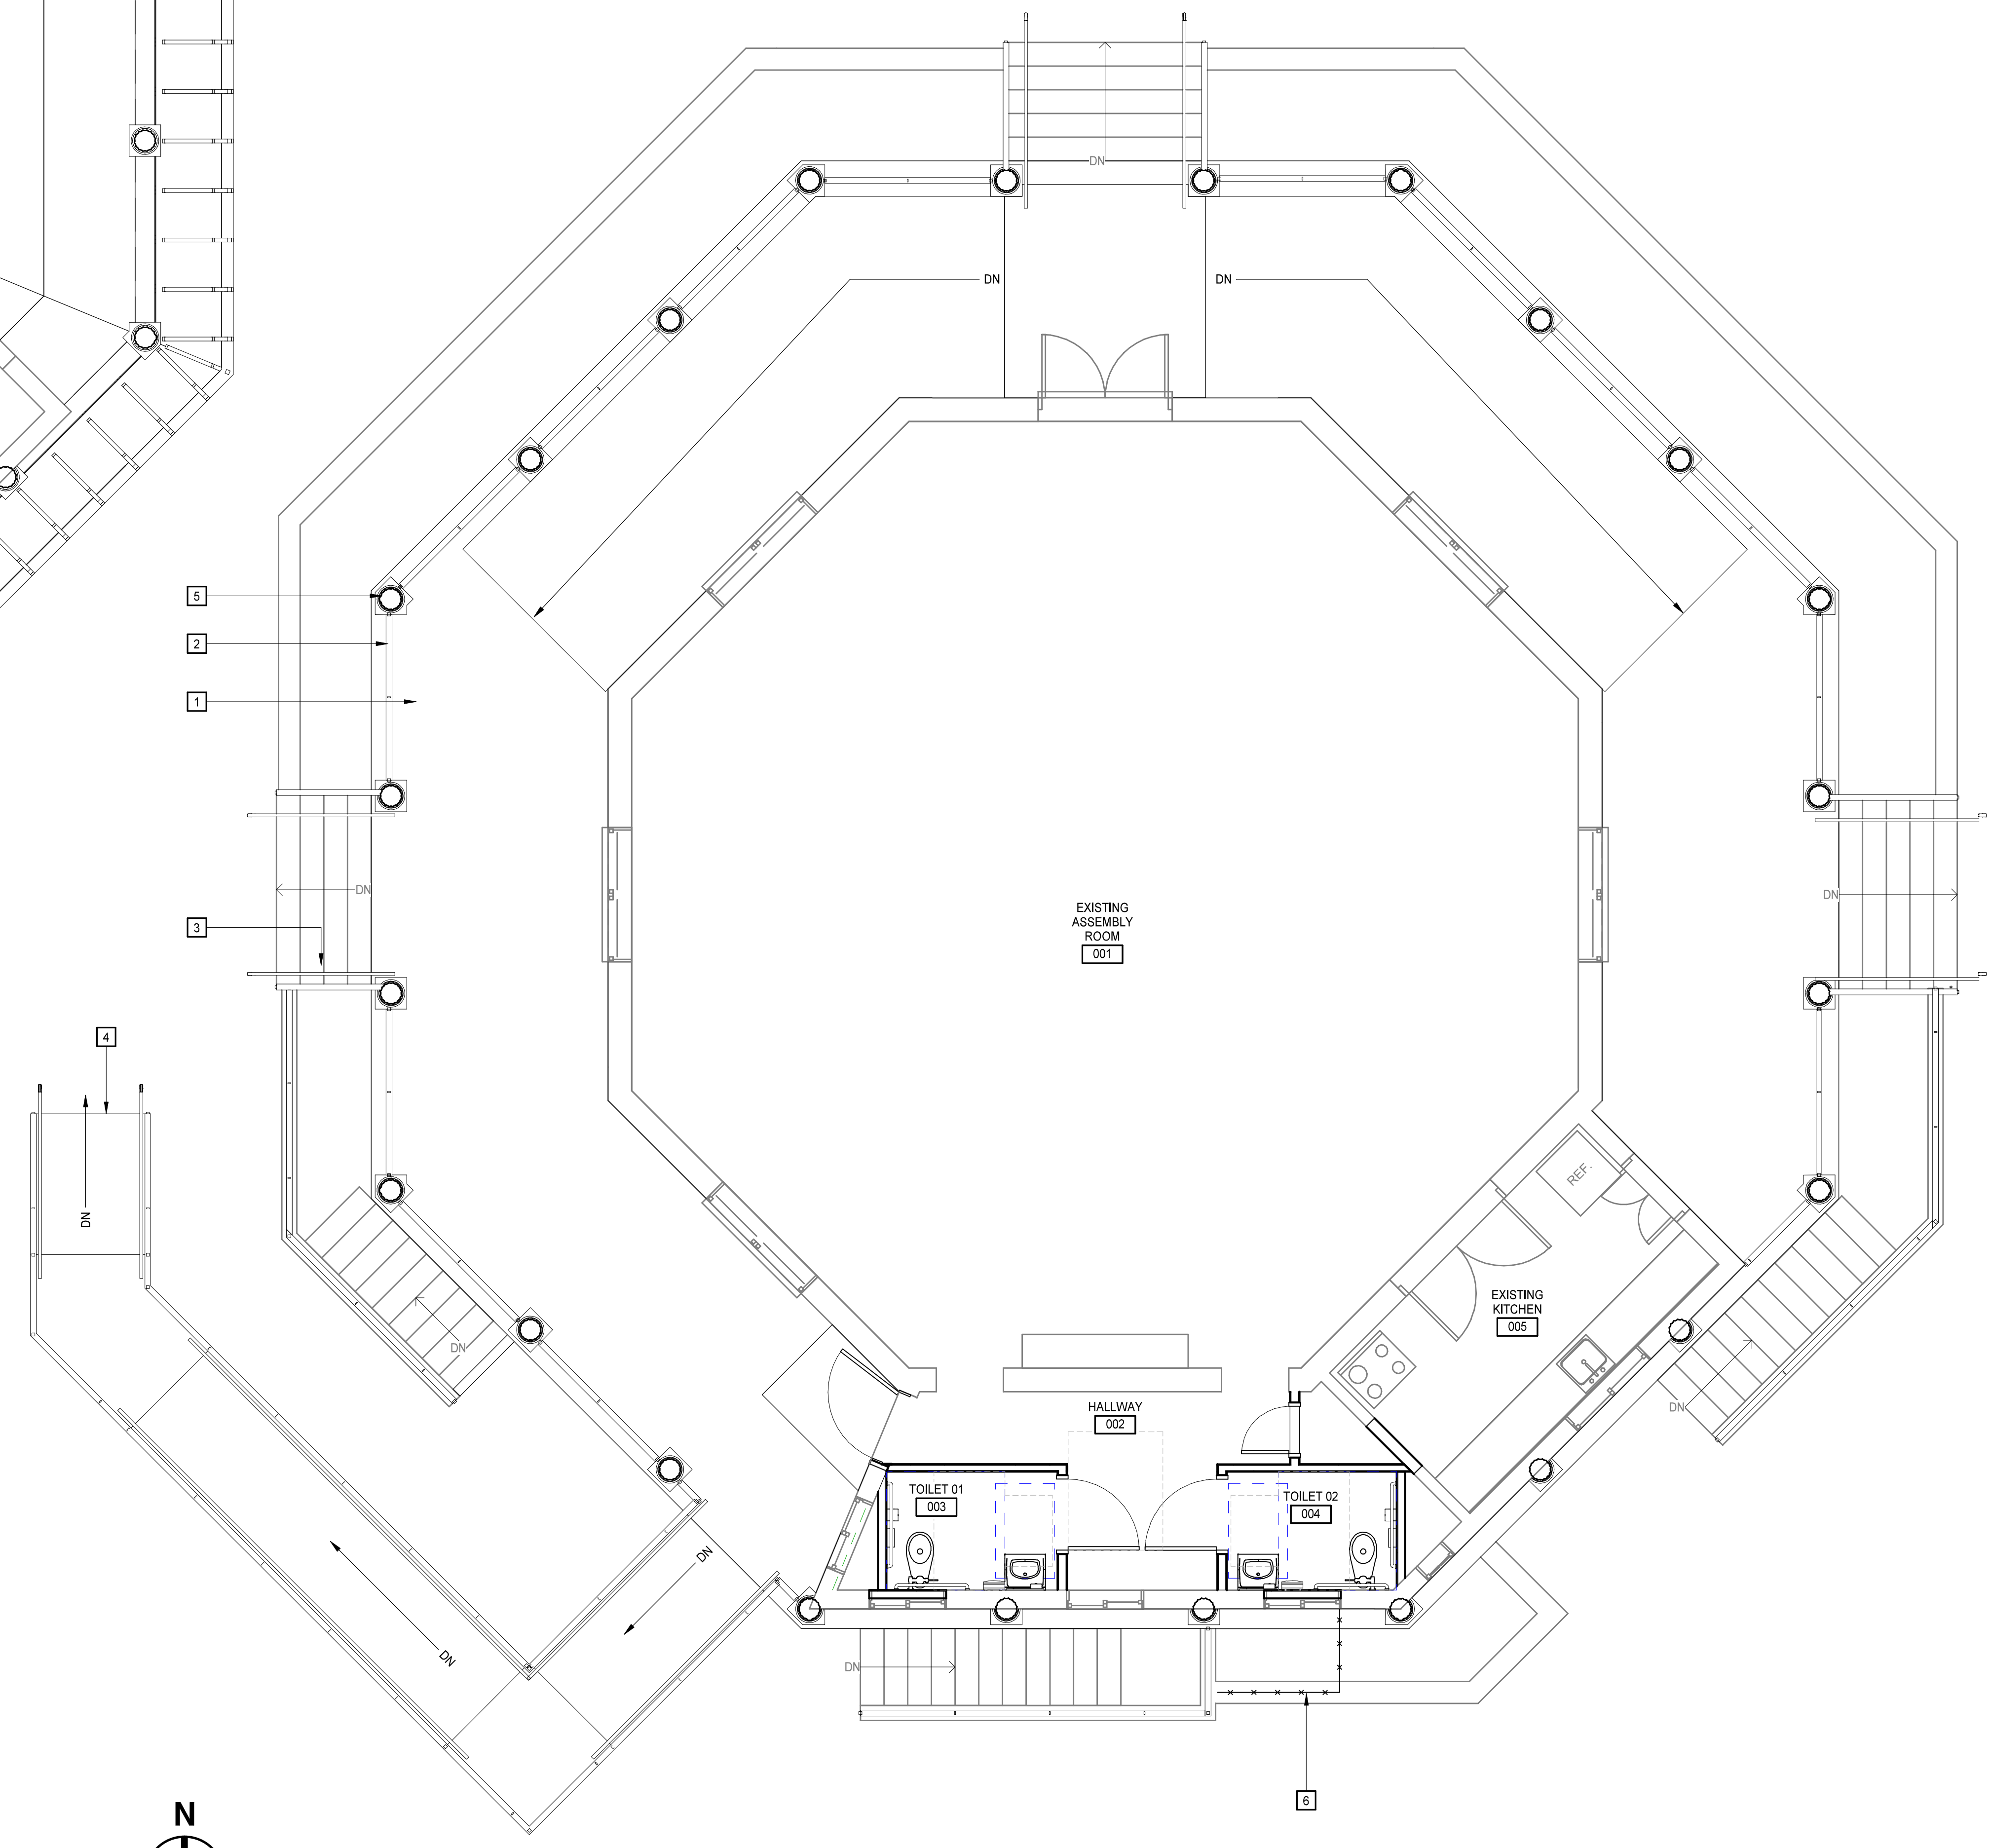 DN
DN
DN
5
2
1
DN
DN
3
EXISTING
ASSEMBLY
ROOM
001
4
REF.
DN
EXISTING
KITCHEN
005
DN
HALLWAY
002
DN
TOILET 01
003
TOILET 02
004
DN
DN
DN
6
N